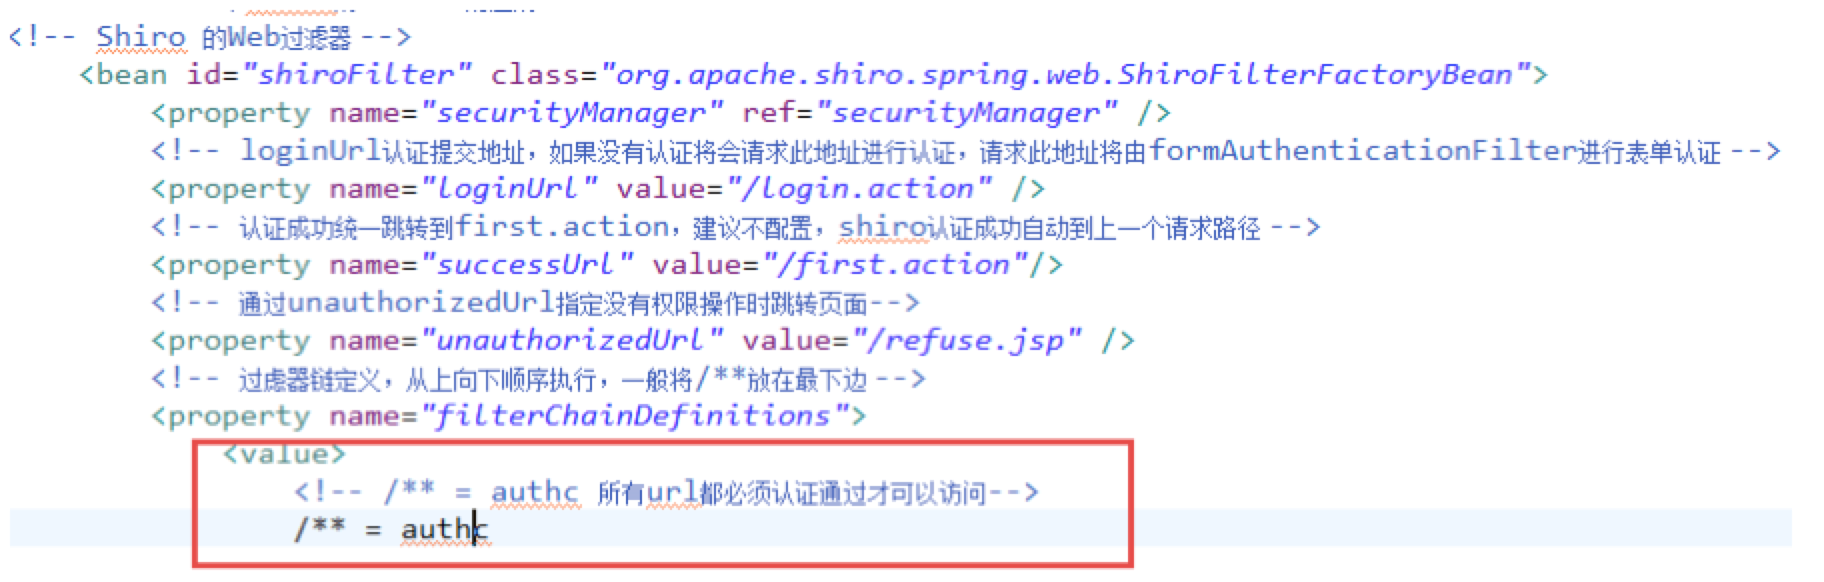 <!-- Shiro 的Web过滤器 -->
<bean id="shiroFilter" class="org.apache.shiro.spring.web.ShiroFilterFactoryBean">
<property name="securityManager" ref="securityManager" />
<!-- loginUrl认证提交地址，如果没有认证将会请求此地址进行认证，请求此地址将由formAuthenticationFilter进行表单认证 -->
<property name="loginUrl" value="/login.action" />
<!-- 认证成功统一跳转到first.action，建议不配置，shiro认证成功自动到上一个请求路径 -->
<property name="successUrl" value="/first.action"/>
<!-- 通过unauthorizedUrl指定没有权限操作时跳转页面-->
<property name="unauthorizedUrl" value="/refuse.jsp" />
<!-- 过虑器链定义，从上向下顺序执行，一般将/**放在最下边 -->
<property name="filterChainDefinitions">
<value>
<!-- /** = authc 所有url都必须认证通过才可以访问-->
/** = authc